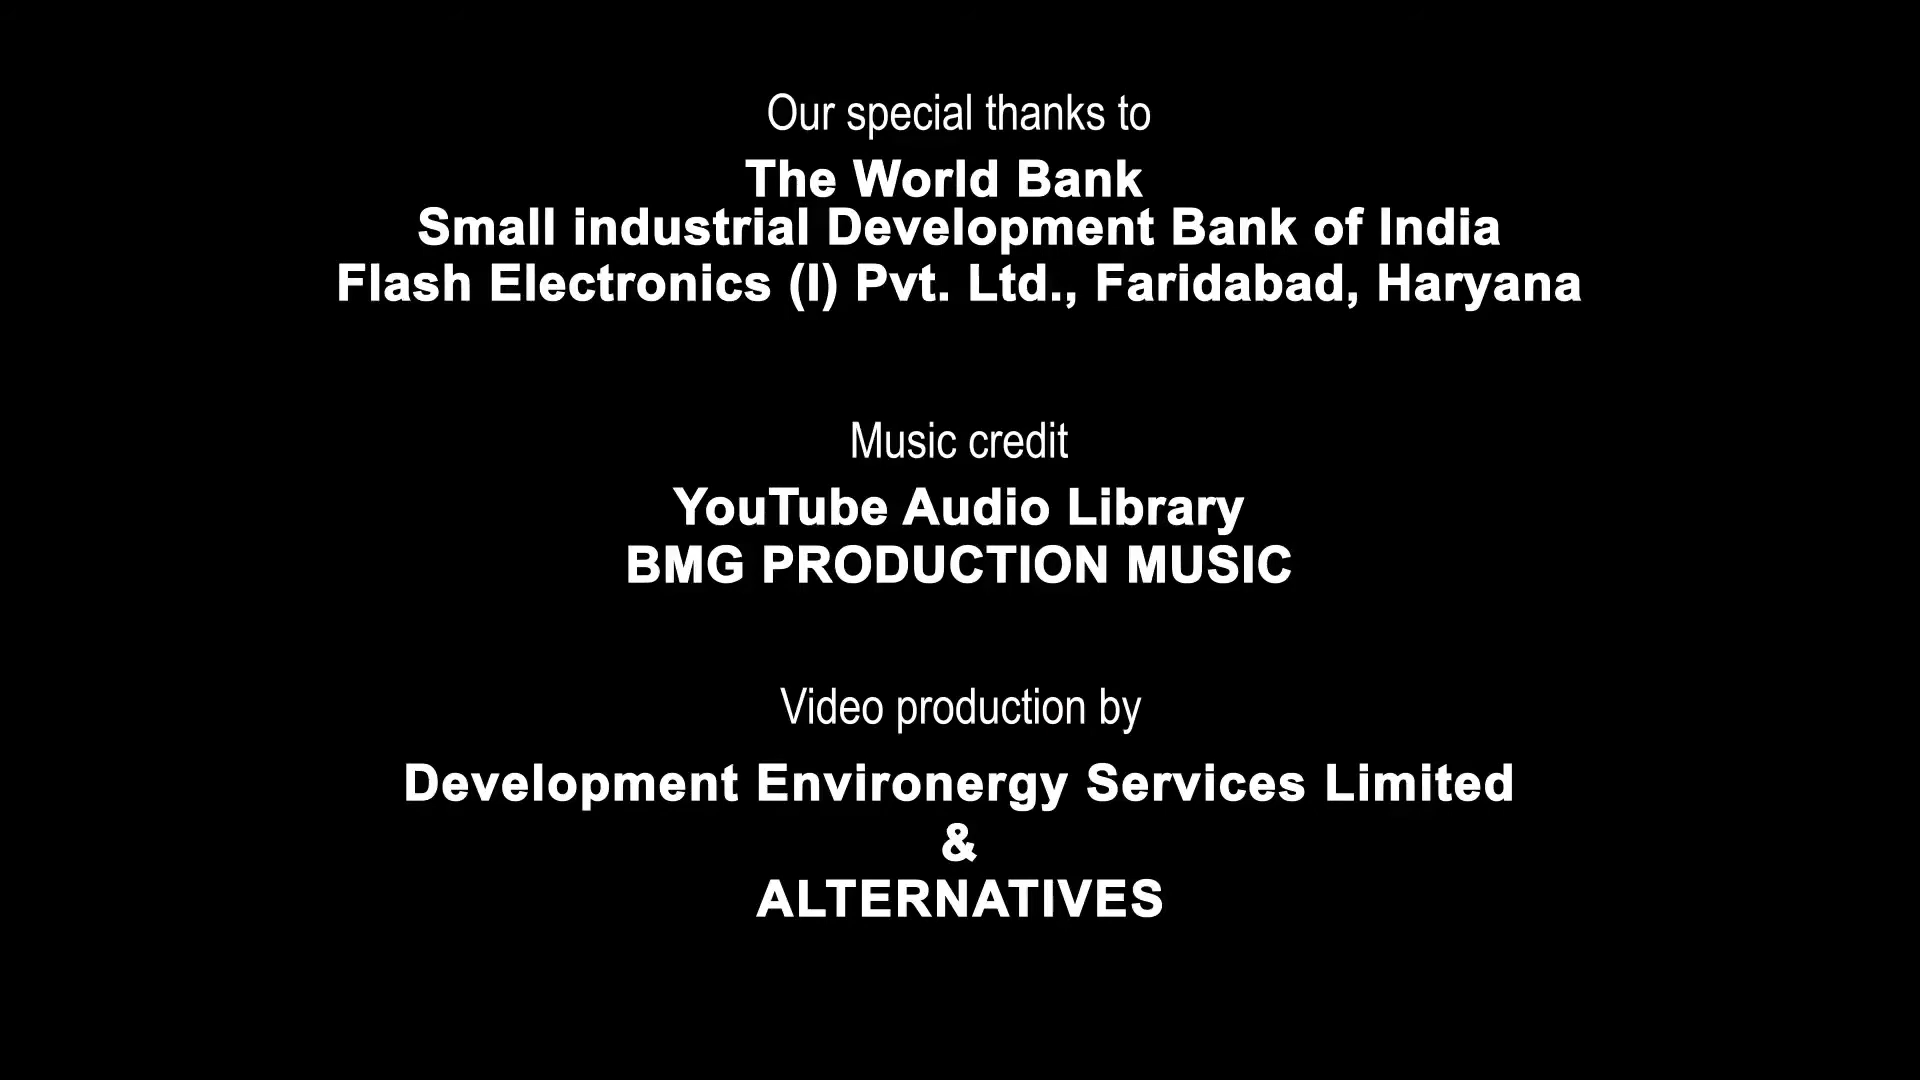 Our special thanks to
The World Bank
Small industrial Development Bank of India
Flash Electronics (I) Pvt. Ltd., Faridabad, Haryana
Music credit
YouTube Audio Library
BMG PRODUCTION MUSIC
Video production by
Development Environergy Services Limited
&
ALTERNATIVES